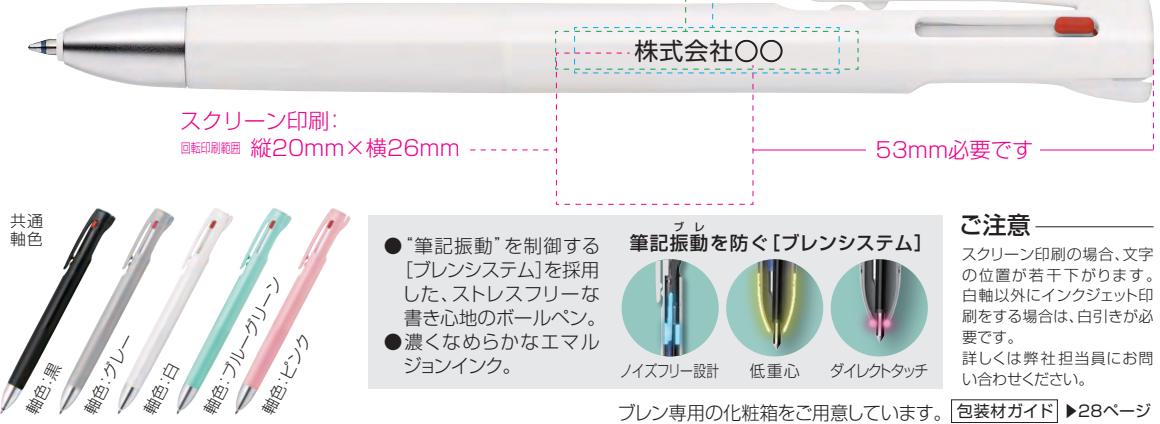 株式会社〇〇
スクリーン印刷：
回転印刷範囲 縦20mm×横26mm
53mm必要です
共通
軸色
軸色：黒
軸色：グレー
軸色：白
軸色：ブルーグリーン
軸色：ピンク
●“筆記振動”を制御する
[ブレンシステム]を採用
した、ストレスフリーな
書き心地のボールペン。
●濃くなめらかなエマル
ジョンインク。
ブレ
筆記振動を防ぐ[ブレンシステム]
ノイズフリー設計
低重心
ダイレクトタッチ
ご注意
スクリーン印刷の場合、文字
の位置が若干下がります。
白軸以外にインクジェット印
刷をする場合は、白引きが必
要です。
詳しくは弊社担当員にお問
い合わせください。
ブレン専用の化粧箱をご用意しています。 包装材ガイド ▶28ページ